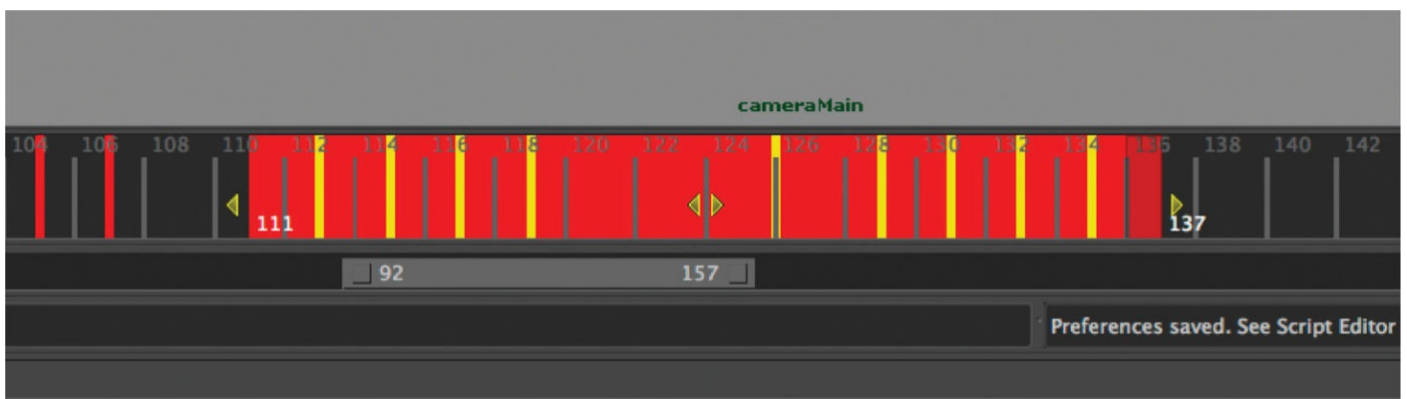 cameraMain
104 106 108 110 112 114 116 118 120 122 124 126 128 130 132 134 136 138 140 142
111 137
92 157
Preferences saved. See Script Editor